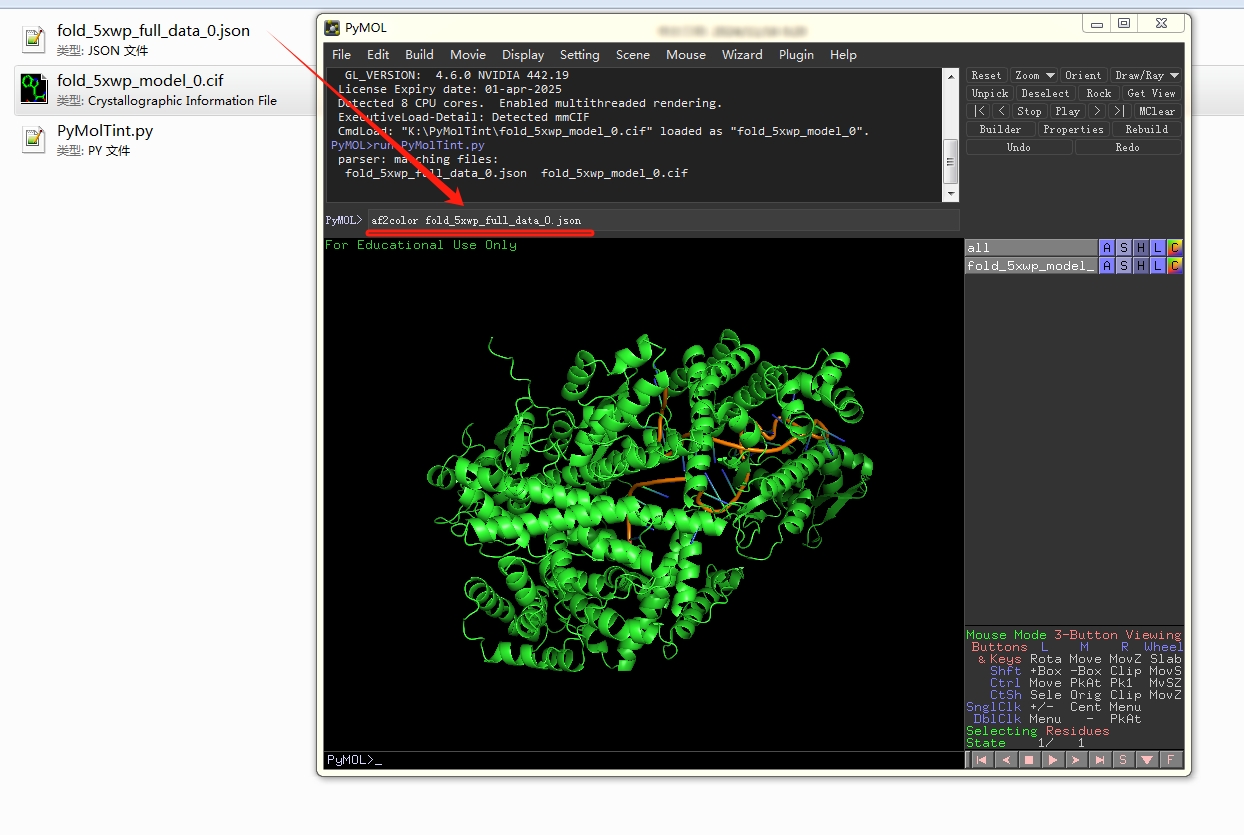 fold_5xwp_full_data_0.json
类型: JSON 文件
fold_5xwp_model_0.cif
类型: Crystallographic Information File
PyMolTint.py
类型: PY 文件
PyMOL
File Edit Build Movie Display Setting Scene Mouse Wizard Plugin Help
GL_VERSION: 4.6.0 NVIDIA 442.19
License Expiry date: 01-apr-2025
Detected 8 CPU cores. Enabled multithreaded rendering.
ExecutiveLoad-Detail: Detected mmCIF
CmdLoad: "K:\PyMolTint\fold_5xwp_model_0.cif" loaded as "fold_5xwp_model_0".
PyMOL>run PyMolTint.py
parser: matching files:
fold_5xwp_full_data_0.json fold_5xwp_model_0.cif
PyMOL> af2color fold_5xwp_full_data_0.json
Reset Zoom Orient Draw/Ray
Unpick Deselect Rock Get View
|< < Stop Play > >| MClear
Builder Properties Rebuild
Undo Redo
For Educational Use Only
all A S H L C
fold_5xwp_model_ A S H L C
Mouse Mode 3-Button Viewing
Buttons L M R Wheel
& Keys Rota Move MovZ Slab
Shft +Box -Box Clip MovS
Ctrl Move PkAt Pk1 MvSZ
CtSh Sele Orig Clip MovZ
SnglClk +/- Cent Menu
DblClk Menu - PkAt
Selecting Residues
State 1/ 1
PyMOL>_
S F